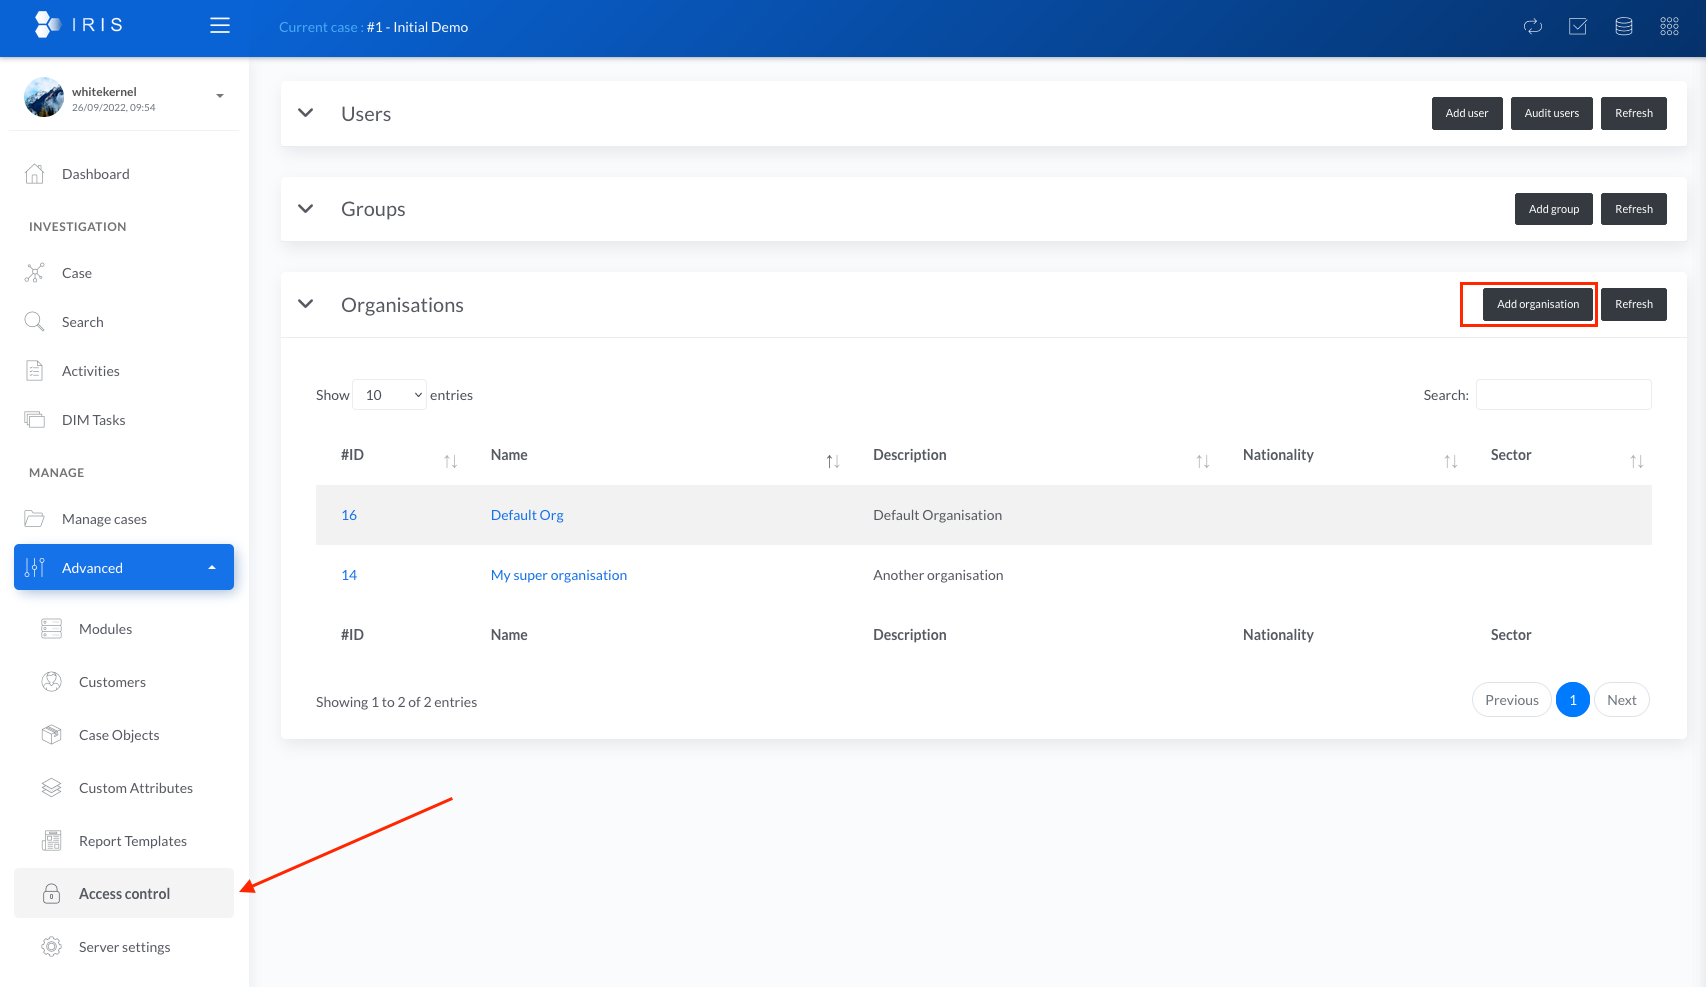 IRIS
Current case : #1 - Initial Demo
whitekernel
26/09/2022, 09:54
Dashboard
INVESTIGATION
Case
Search
Activities
DIM Tasks
MANAGE
Manage cases
Advanced
Modules
Customers
Case Objects
Custom Attributes
Report Templates
Access control
Server settings
Users
Add user Audit users Refresh
Groups
Add group Refresh
Organisations
Add organisation Refresh
Show 10 entries
Search:
#ID Name Description Nationality Sector
16 Default Org Default Organisation
14 My super organisation Another organisation
#ID Name Description Nationality Sector
Showing 1 to 2 of 2 entries
Previous 1 Next